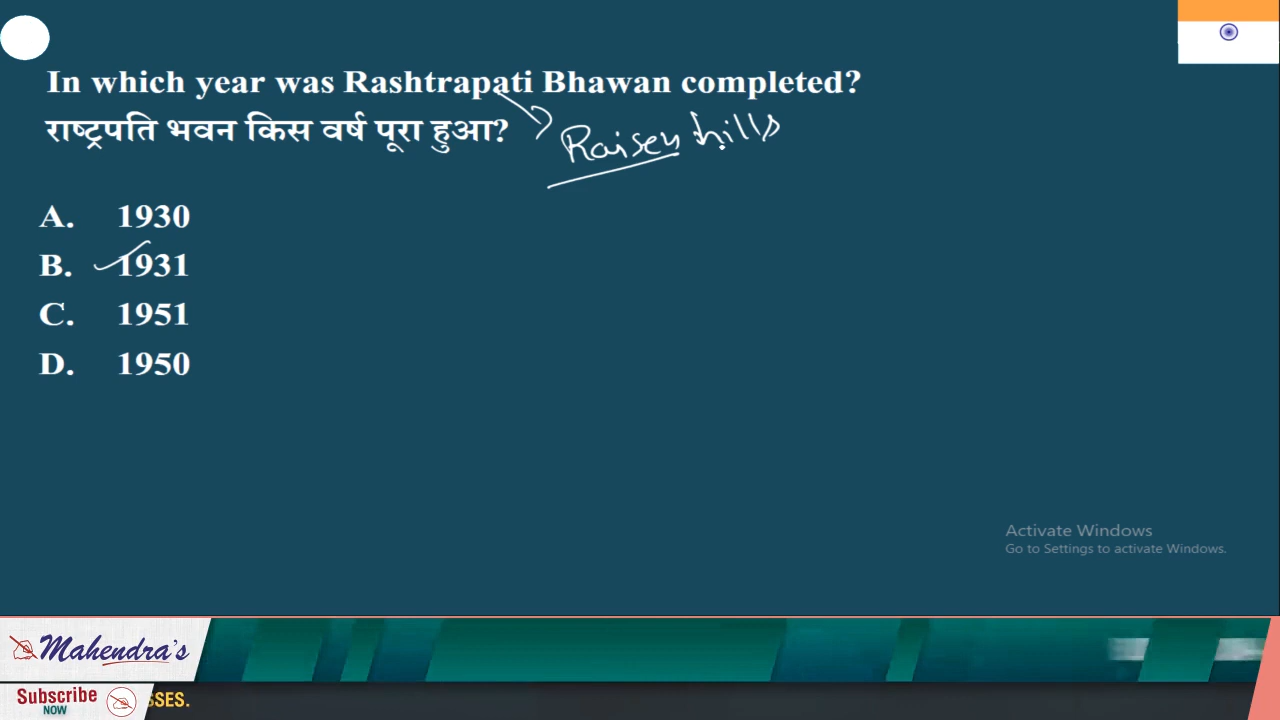 In which year was Rashtrapati Bhawan completed?
राष्ट्रपति भवन किस वर्ष पूरा हुआ?
Raisen hills
A. 1930
B. 1931
C. 1951
D. 1950
Activate Windows
Go to Settings to activate Windows.
Mahendra's
Subscribe
NOW
SSES.